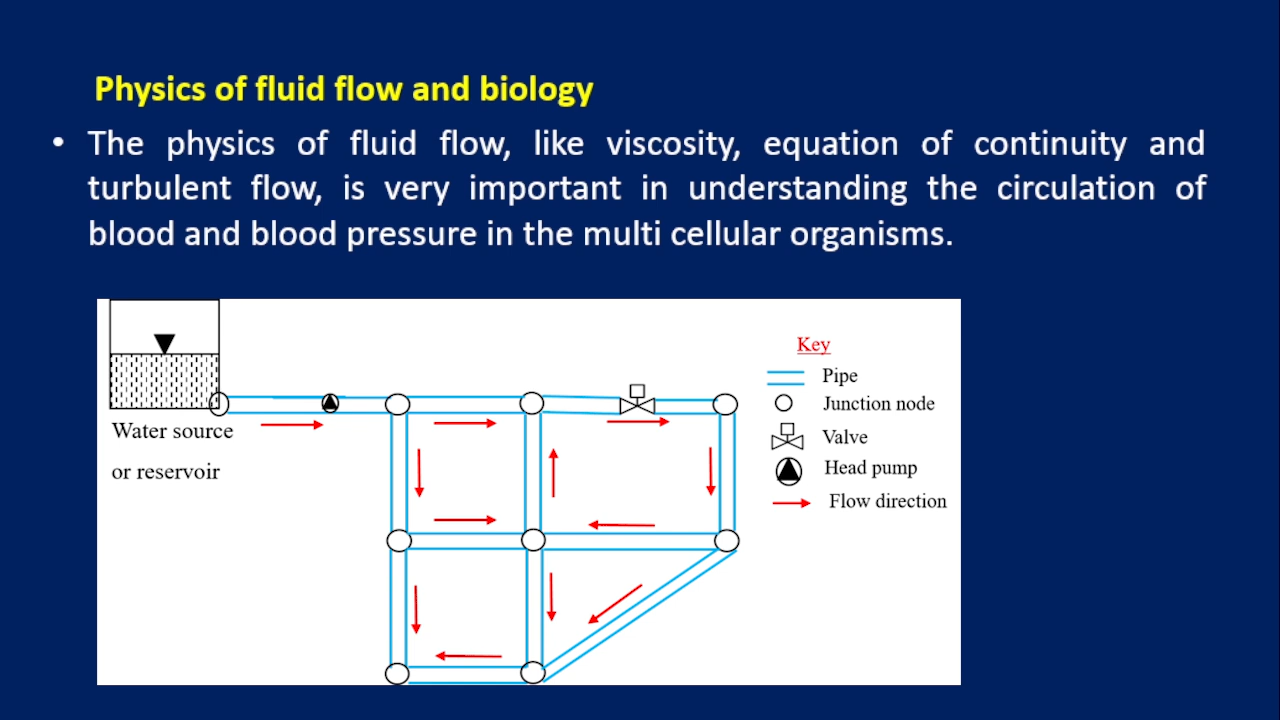 Physics of fluid flow and biology
• The physics of fluid flow, like viscosity, equation of continuity and
turbulent flow, is very important in understanding the circulation of
blood and blood pressure in the multi cellular organisms.
Water source
or reservoir
Key
Pipe
Junction node
Valve
Head pump
Flow direction